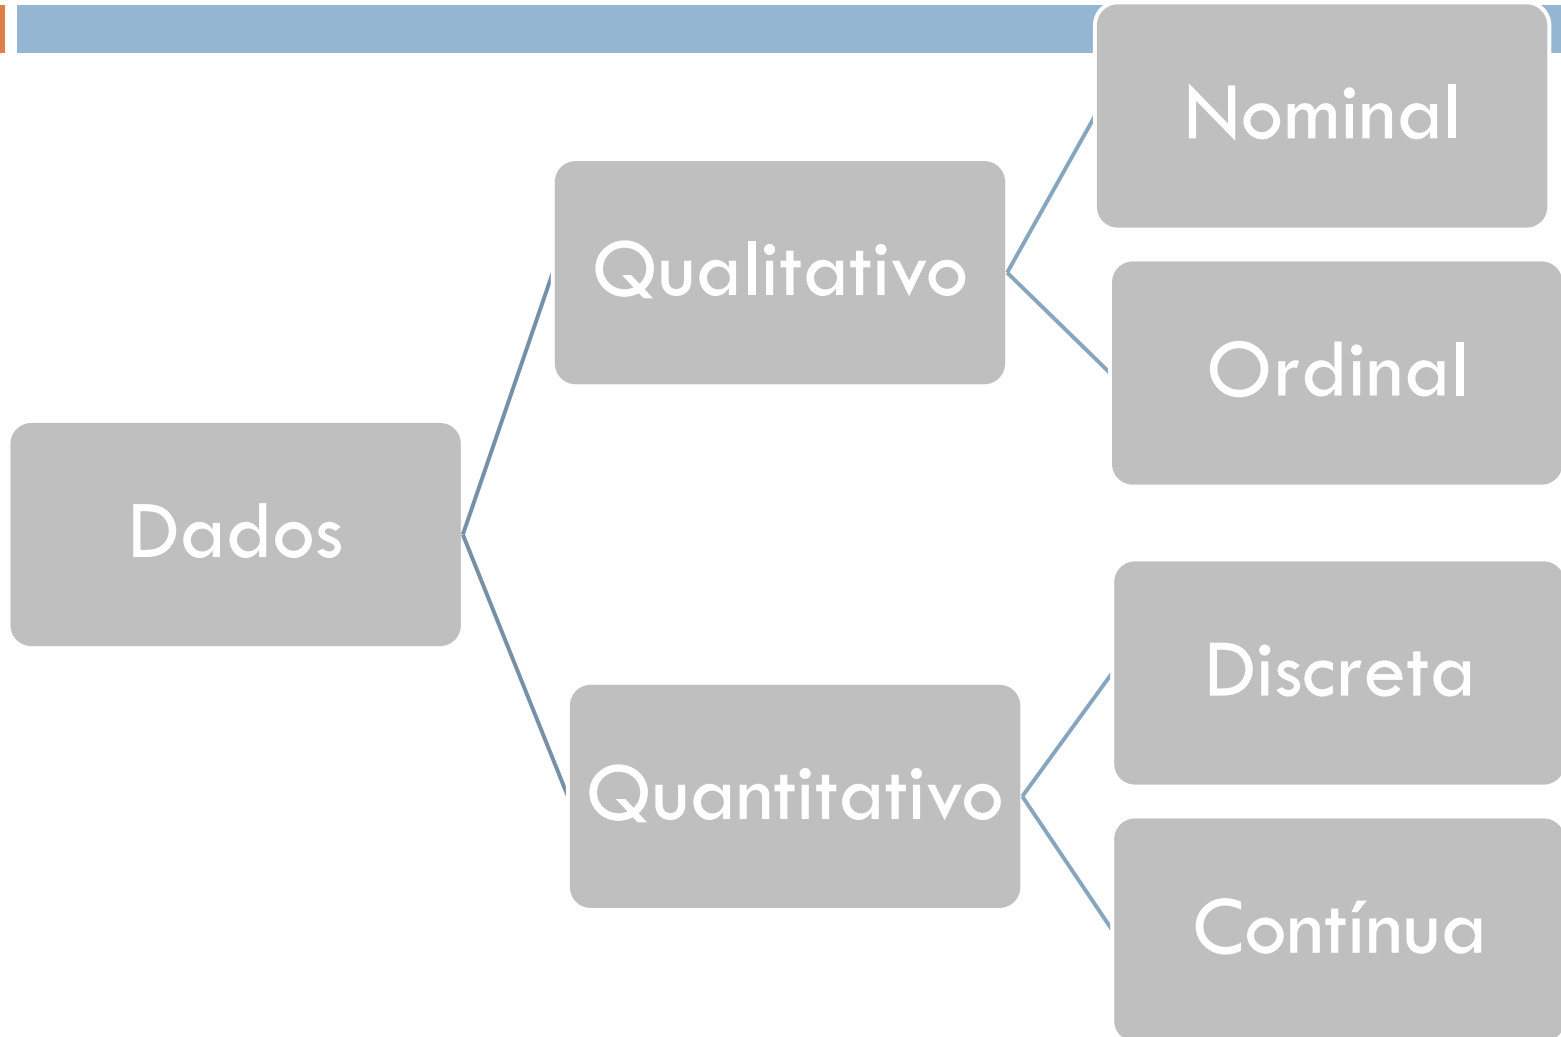 Nominal
Qualitativo
Ordinal
Dados
Discreta
Quantitativo
Contínua